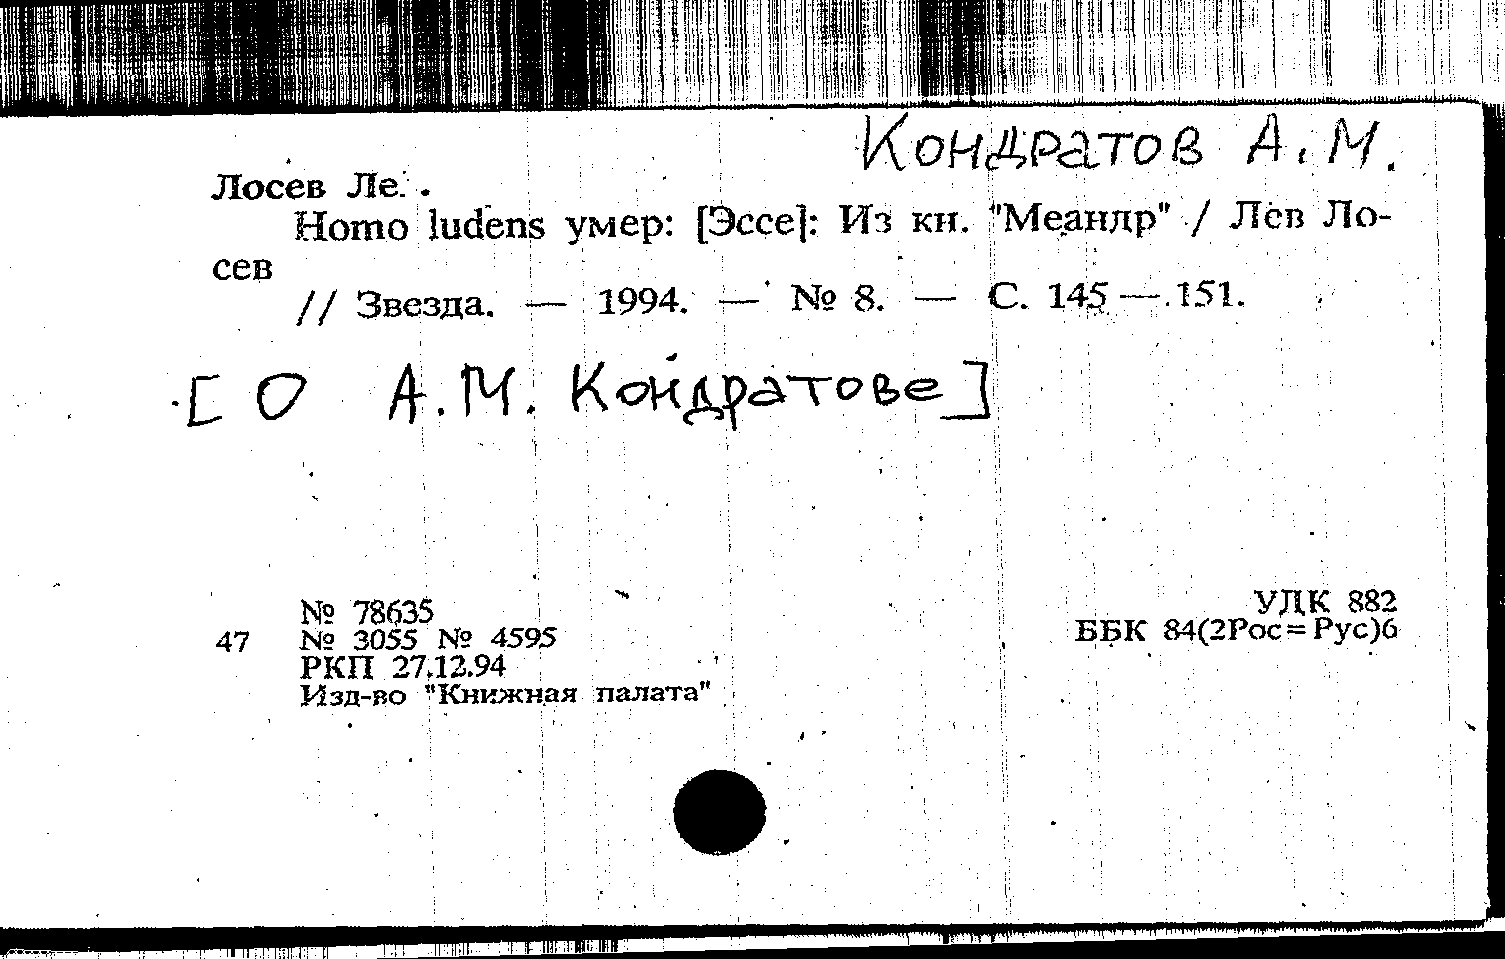 Кондратов А.М.
Лосев Ле .
Homo ludens умер: [Эссе]: Из кн. "Меандр" / Лев Ло-
сев
// Звезда. — 1994. — № 8. — С. 145 — 151.
[О А.М. Кондратове]
№ 78635
47 № 3055 № 4595
РКП 27.12.94
Изд-во "Книжная палата"
УДК 882
ББК 84(2Рос=Рус)6